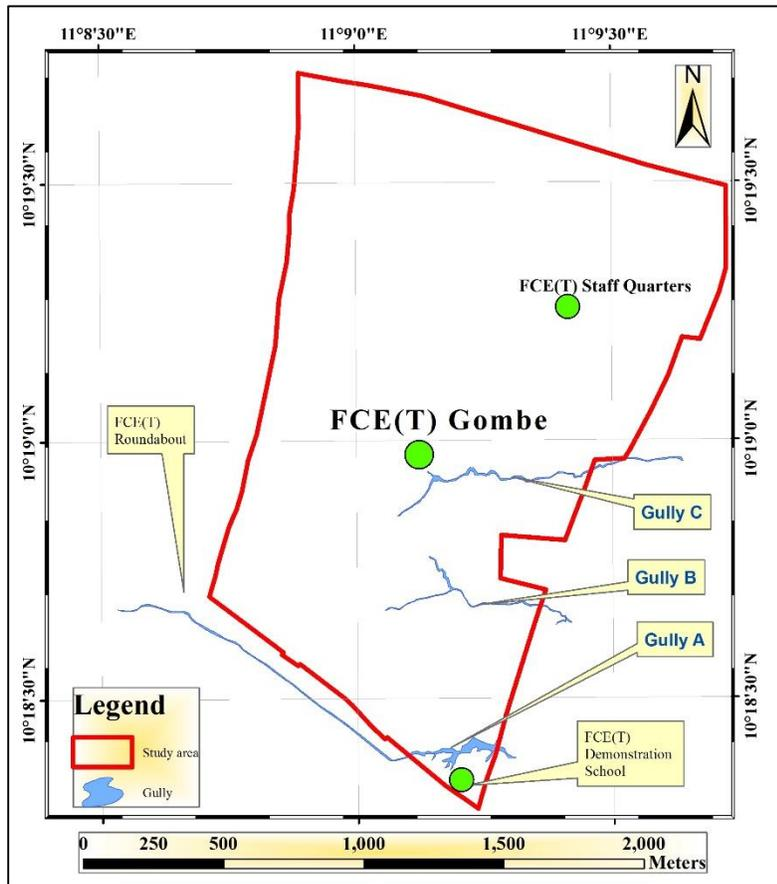 11°8'30"E 11°9'0"E 11°9'30"E
N
10°19'30"N 10°19'30"N
FCE(T) Staff Quarters
FCE(T)
Roundabout
FCE(T) Gombe
10°19'0"N 10°19'0"N
Gully C
Gully B
Gully A
10°18'30"N 10°18'30"N
Legend
Study area
Gully
FCE(T)
Demonstration
School
0 250 500 1,000 1,500 2,000
Meters